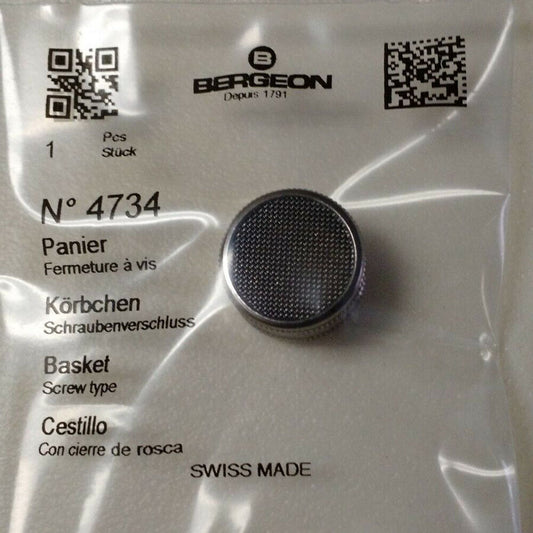 B
BERGEON
Depuis 1791
1 Pcs
Stück
N° 4734
Panier
Fermeture à vis
Körbchen
Schraubenverschluss
Basket
Screw type
Cestillo
Con cierre de rosca
SWISS MADE